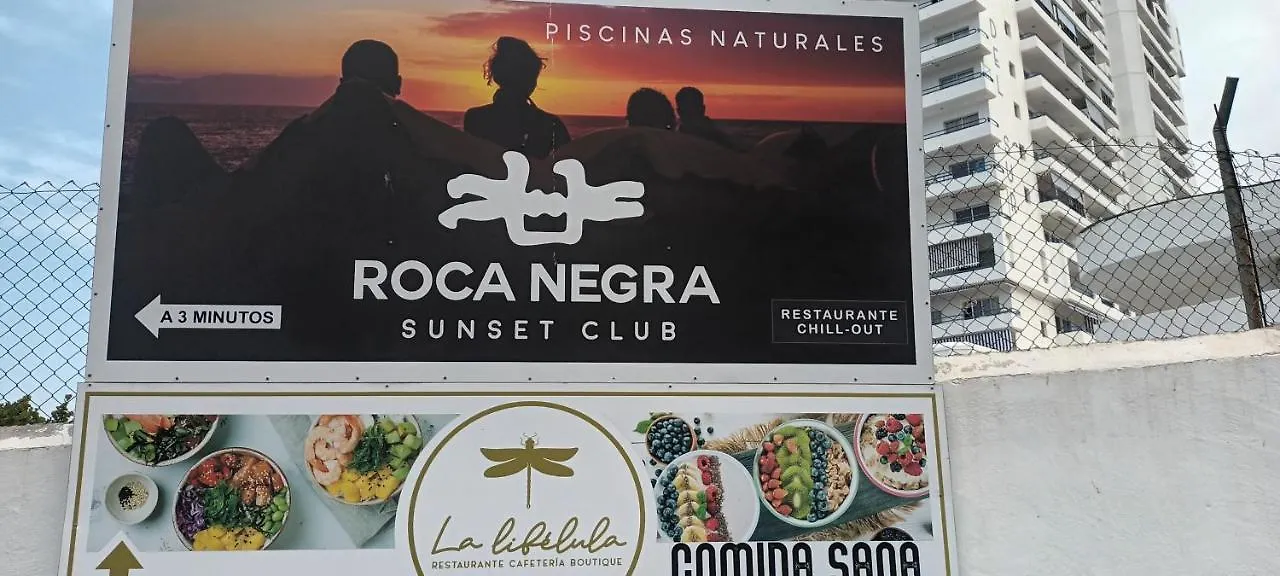 PISCINAS NATURALES
ROCA NEGRA
SUNSET CLUB
A 3 MINUTOS
RESTAURANTE
CHILL-OUT
La libélula
RESTAURANTE CAFETERÍA BOUTIQUE
COMIDA SANA